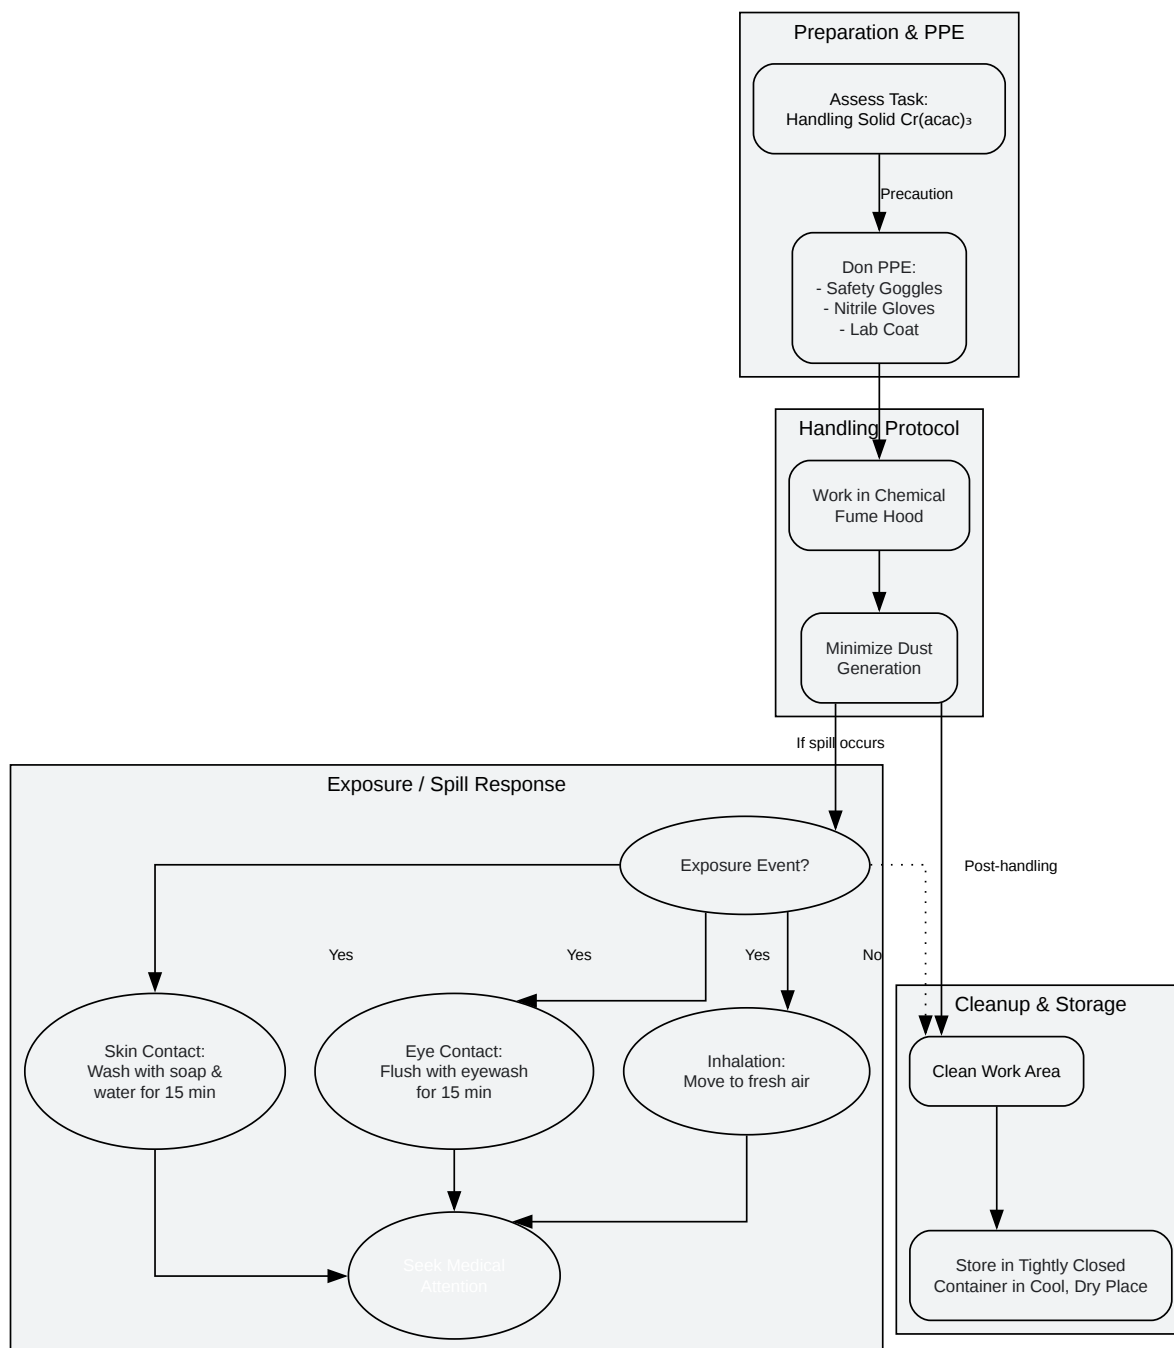 Preparation & PPE
Assess Task:
Handling Solid Cr(acac)₃
Precaution
Don PPE:
- Safety Goggles
- Nitrile Gloves
- Lab Coat
Handling Protocol
Work in Chemical
Fume Hood
Minimize Dust
Generation
If spill occurs
Exposure / Spill Response
Exposure Event?
Post-handling
Yes
Yes
Yes
No
Cleanup & Storage
Skin Contact:
Wash with soap &
water for 15 min
Eye Contact:
Flush with eyewash
for 15 min
Inhalation:
Move to fresh air
Clean Work Area
Seek Medical
Attention
Store in Tightly Closed
Container in Cool, Dry Place